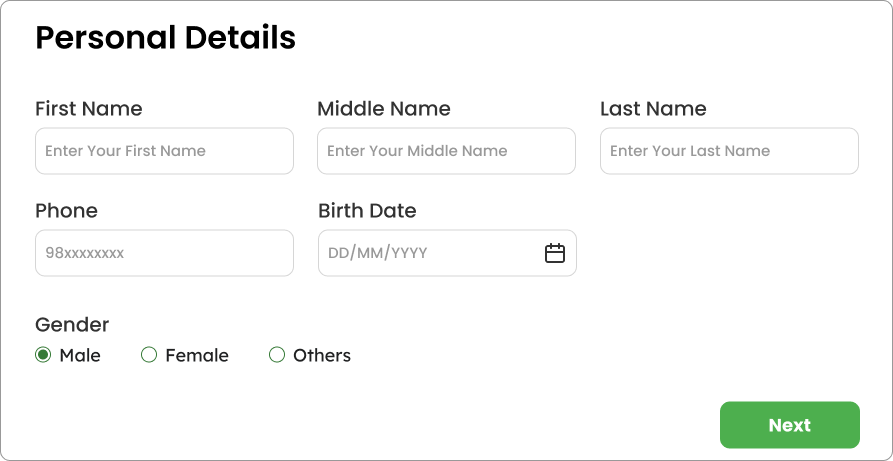 Personal Details
First Name Middle Name Last Name
Enter Your First Name Enter Your Middle Name Enter Your Last Name
Phone Birth Date
98xxxxxxxx DD/MM/YYYY
Gender
Male Female Others
Next